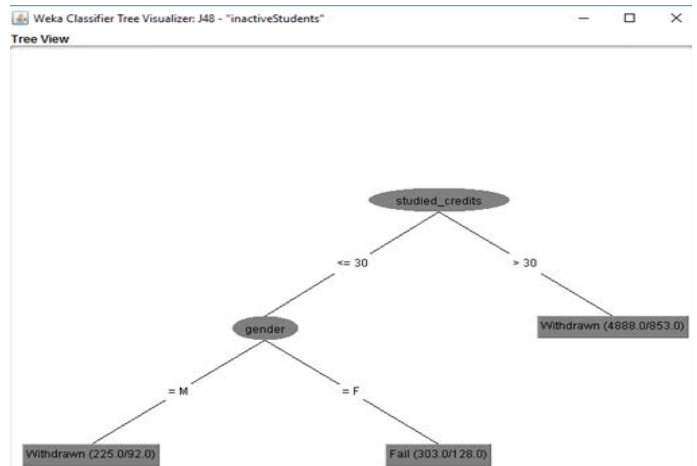 Weka Classifier Tree Visualizer: J48 - "inactiveStudents"
Tree View
studied_credits
<= 30
> 30
gender
Withdrawn (4888.0/853.0)
= M
= F
Withdrawn (225.0/92.0)
Fail (303.0/128.0)